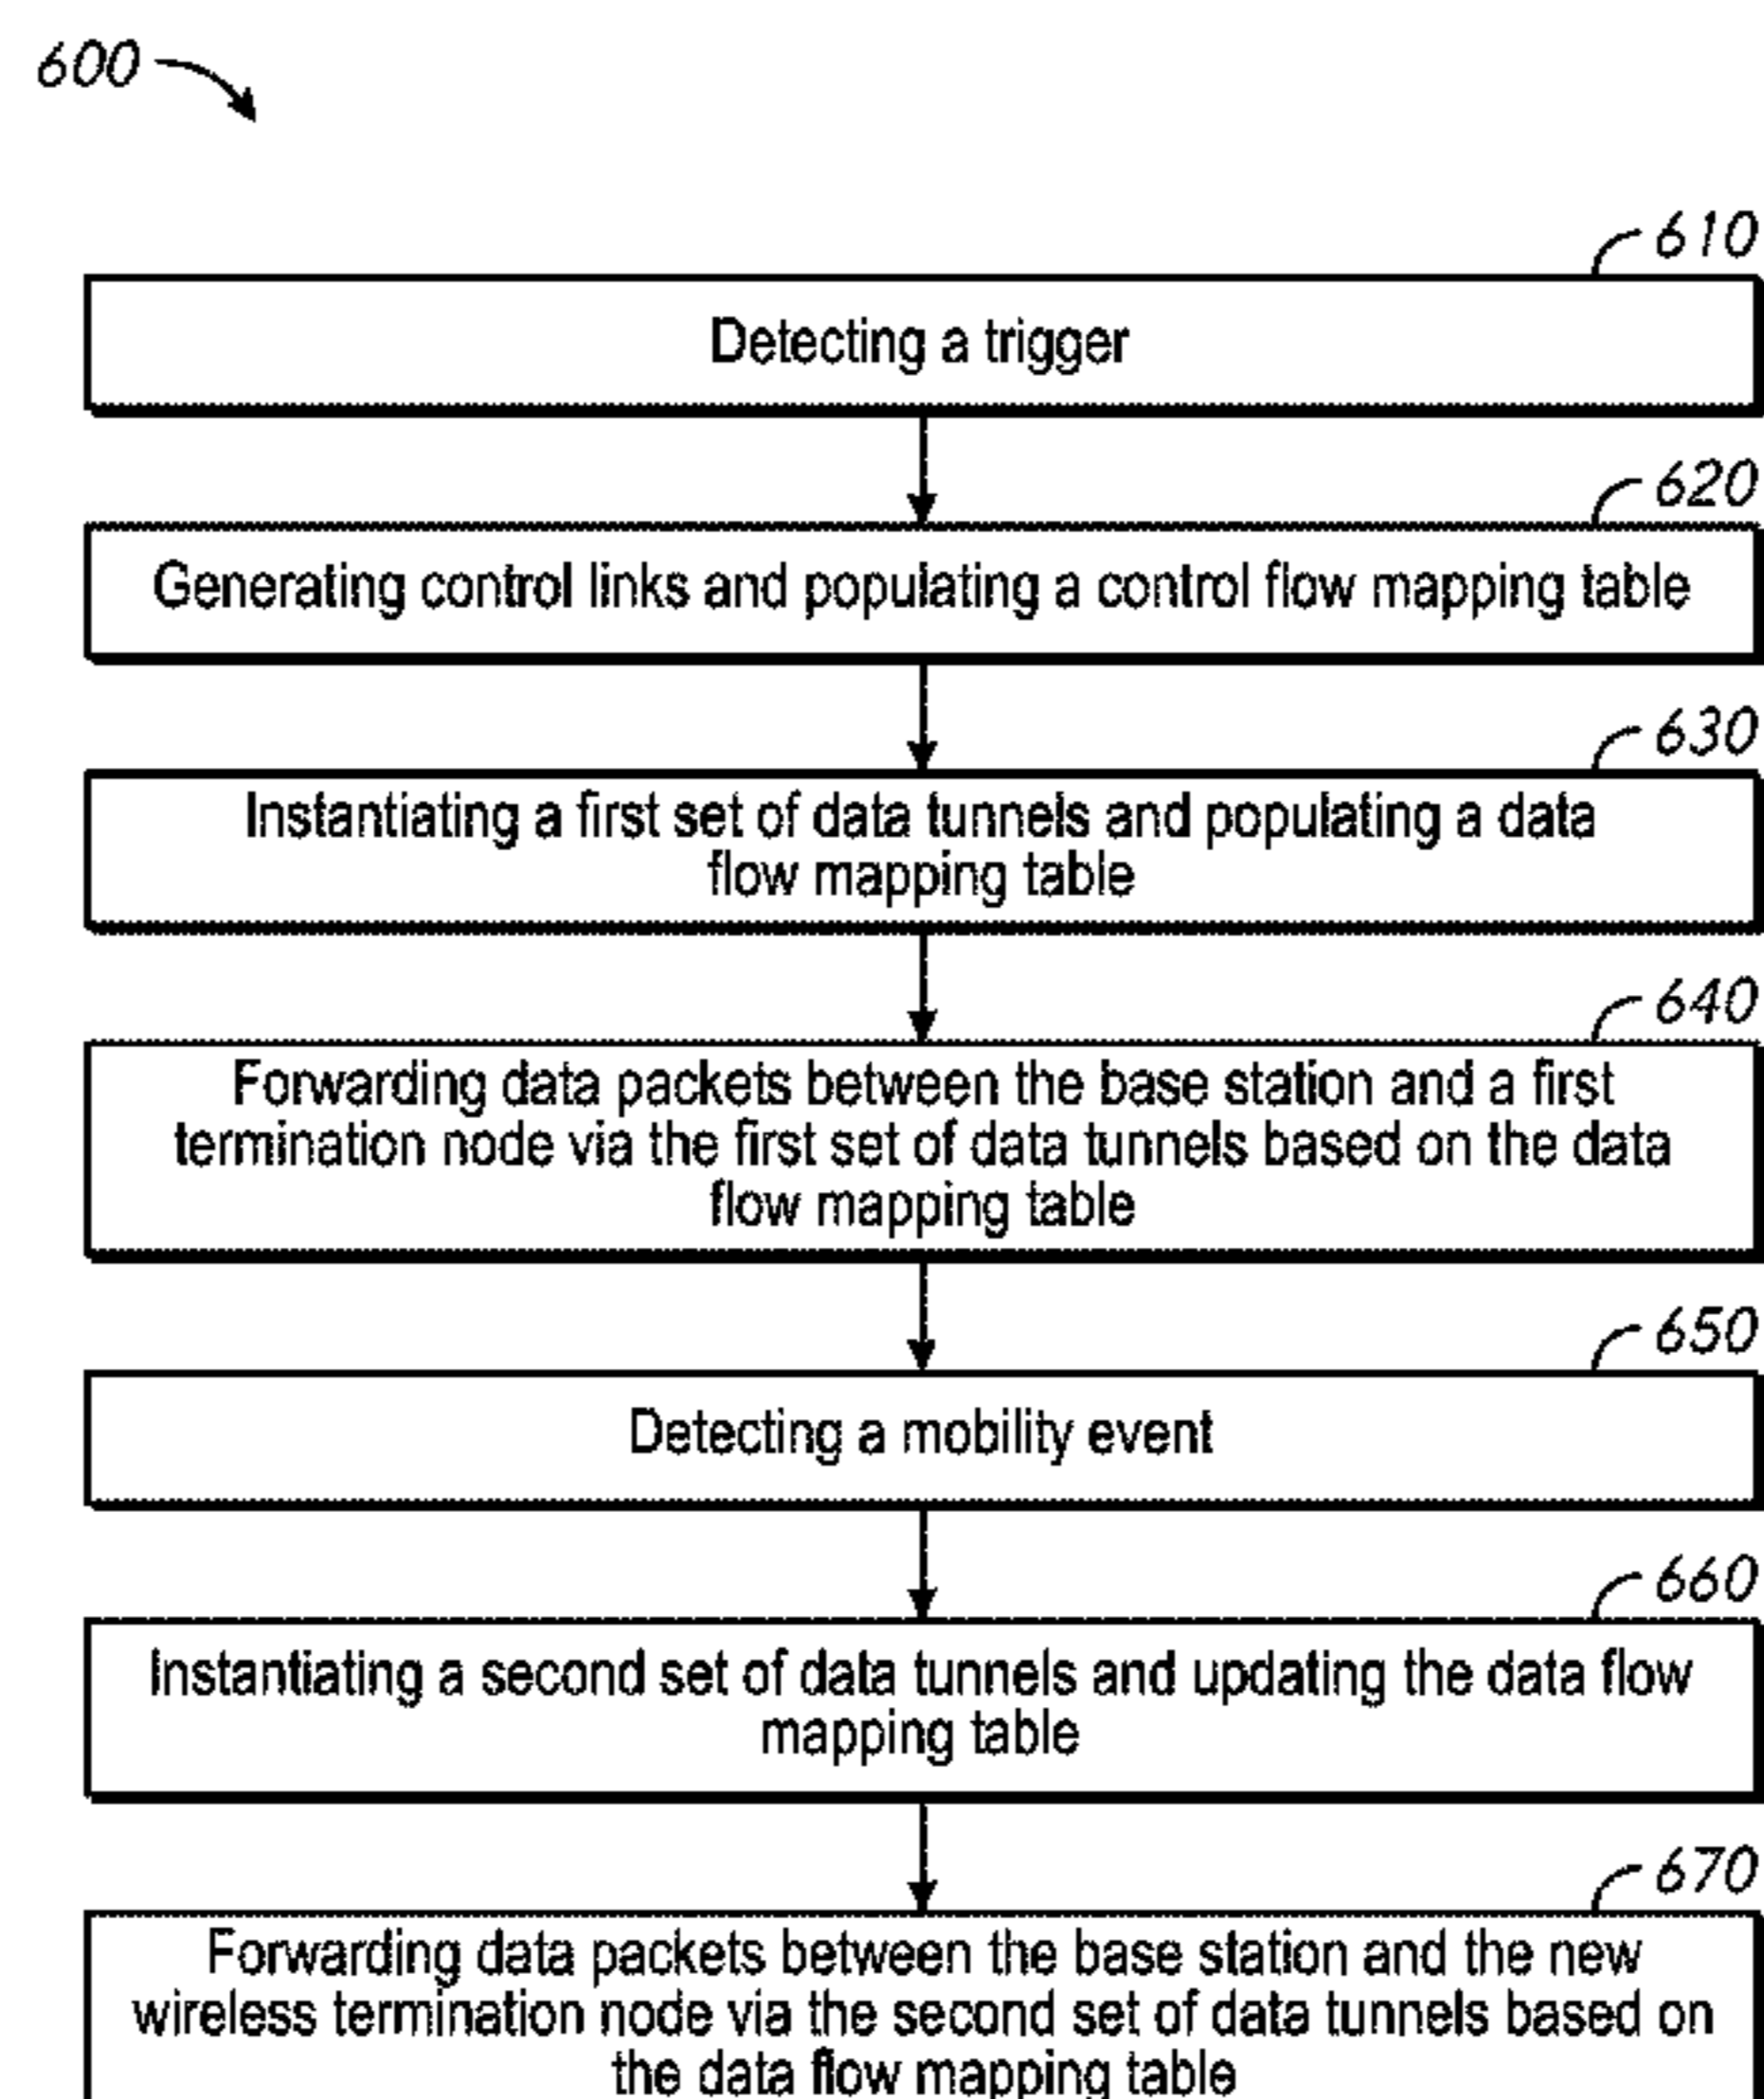 600
610
Detecting a trigger
620
Generating control links and populating a control flow mapping table
630
Instantiating a first set of data tunnels and populating a data
flow mapping table
640
Forwarding data packets between the base station and a first
termination node via the first set of data tunnels based on the data
flow mapping table
650
Detecting a mobility event
660
Instantiating a second set of data tunnels and updating the data flow
mapping table
670
Forwarding data packets between the base station and the new
wireless termination node via the second set of data tunnels based on
the data flow mapping table